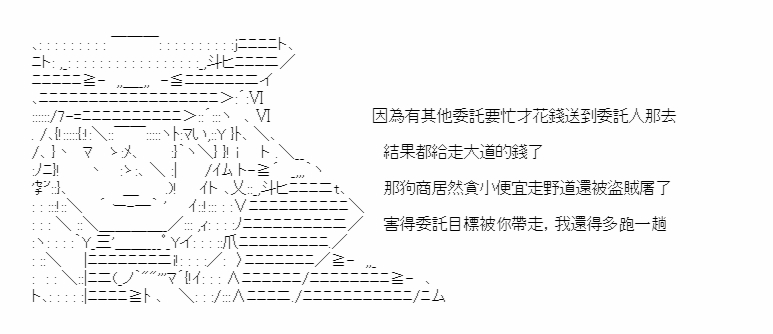 因為有其他委託要忙才花錢送到委託人那去
結果都給走大道的錢了
那狗商居然貪小便宜走野道還被盜賊屠了
害得委託目標被你帶走，我還得多跑一趟